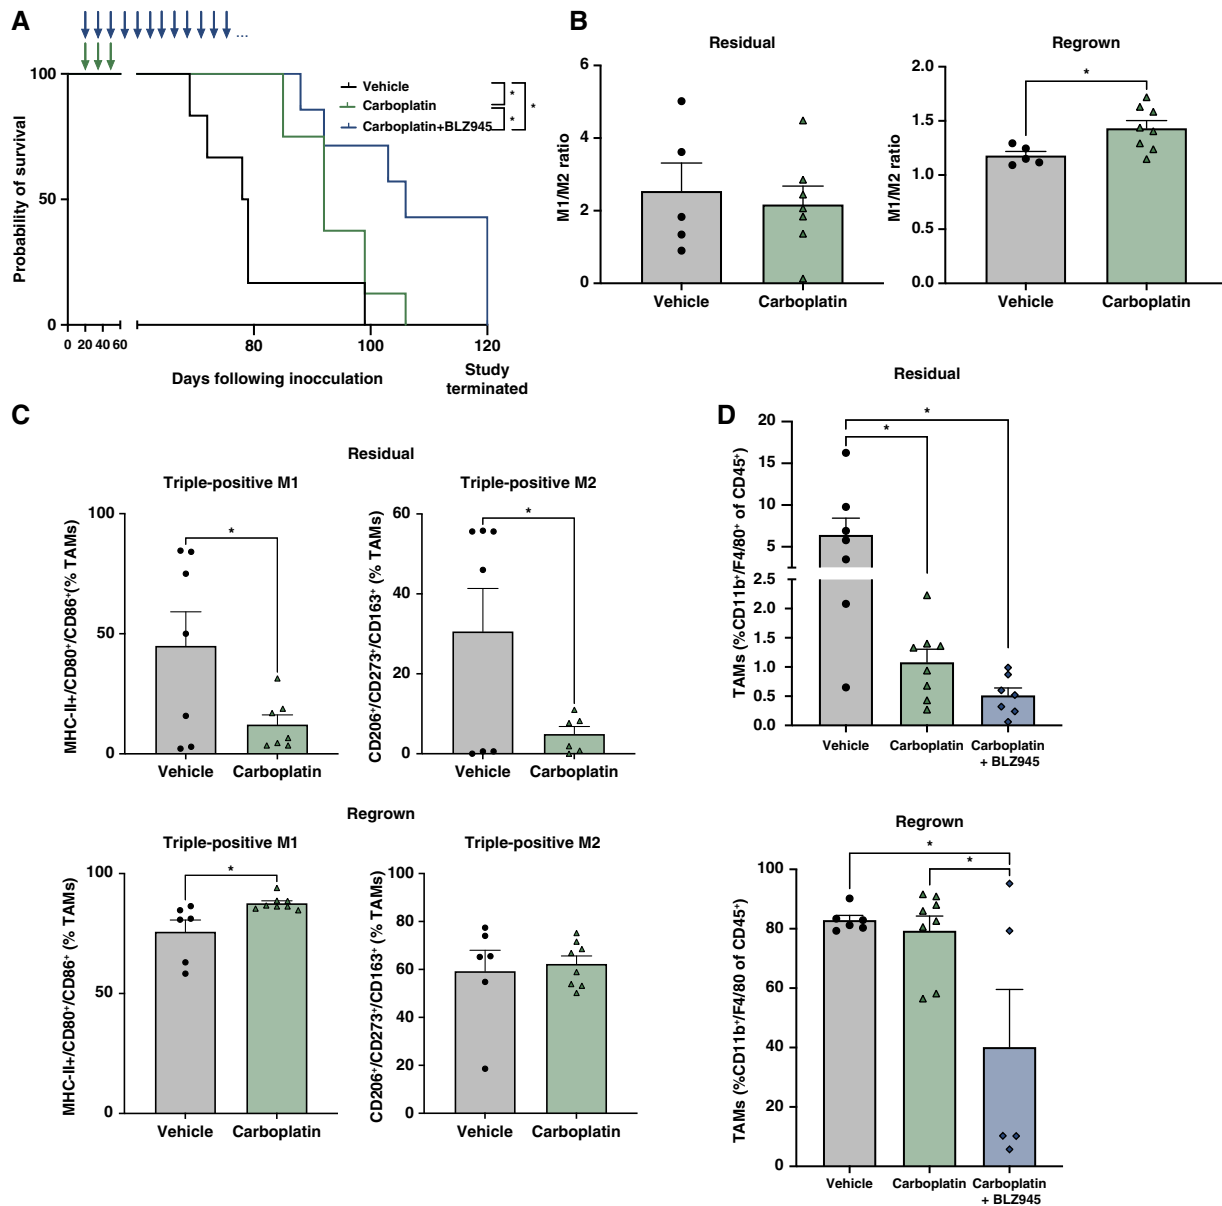 A
...
100
50
0
Probability of survival
Vehicle
Carboplatin
Carboplatin+BLZ945
*
*
*
0 20 40 60
80
100
120
Days following inocculation
Study
terminated
B
Residual
M1/M2 ratio
6
4
2
0
Vehicle
Carboplatin
Regrown
*
M1/M2 ratio
2.0
1.5
1.0
0.5
0.0
Vehicle
Carboplatin
C
Residual
Triple-positive M1
MHC-II+/CD80⁺/CD86⁺(% TAMs)
100
50
0
*
Vehicle
Carboplatin
Triple-positive M2
CD206⁺/CD273⁺/CD163⁺ (% TAMs)
60
40
20
0
*
Vehicle
Carboplatin
Regrown
Triple-positive M1
MHC-II+/CD80⁺/CD86⁺ (% TAMs)
100
50
0
*
Vehicle
Carboplatin
Triple-positive M2
CD206⁺/CD273⁺/CD163⁺ (% TAMs)
100
80
60
40
20
0
Vehicle
Carboplatin
D
Residual
TAMs (%CD11b⁺/F4/80⁺ of CD45⁺)
20
15
10
5
2.5
2.0
1.5
1.0
0.5
0.0
*
*
Vehicle
Carboplatin
Carboplatin
+ BLZ945
Regrown
TAMs (%CD11b⁺/F4/80 of CD45⁺)
100
80
60
40
20
0
*
*
Vehicle
Carboplatin
Carboplatin
+ BLZ945